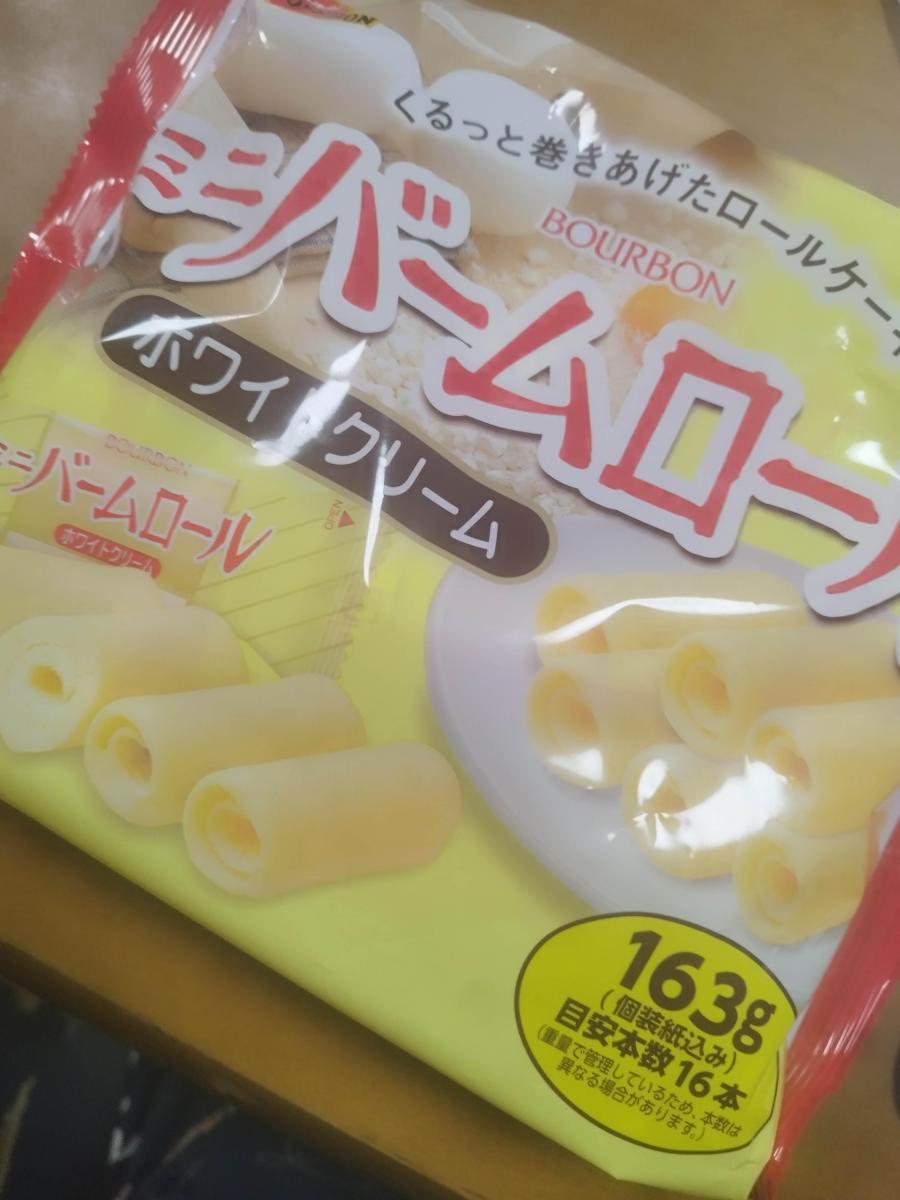 くるっと巻きあげたロールケーキ
BOURBON
ミニバームロール
ホワイトクリーム
BOURBON
ミニバームロール
ホワイトクリーム
OPEN
163g
(個装紙込み)
目安本数16本
(重量で管理しているため、本数は
異なる場合があります。)